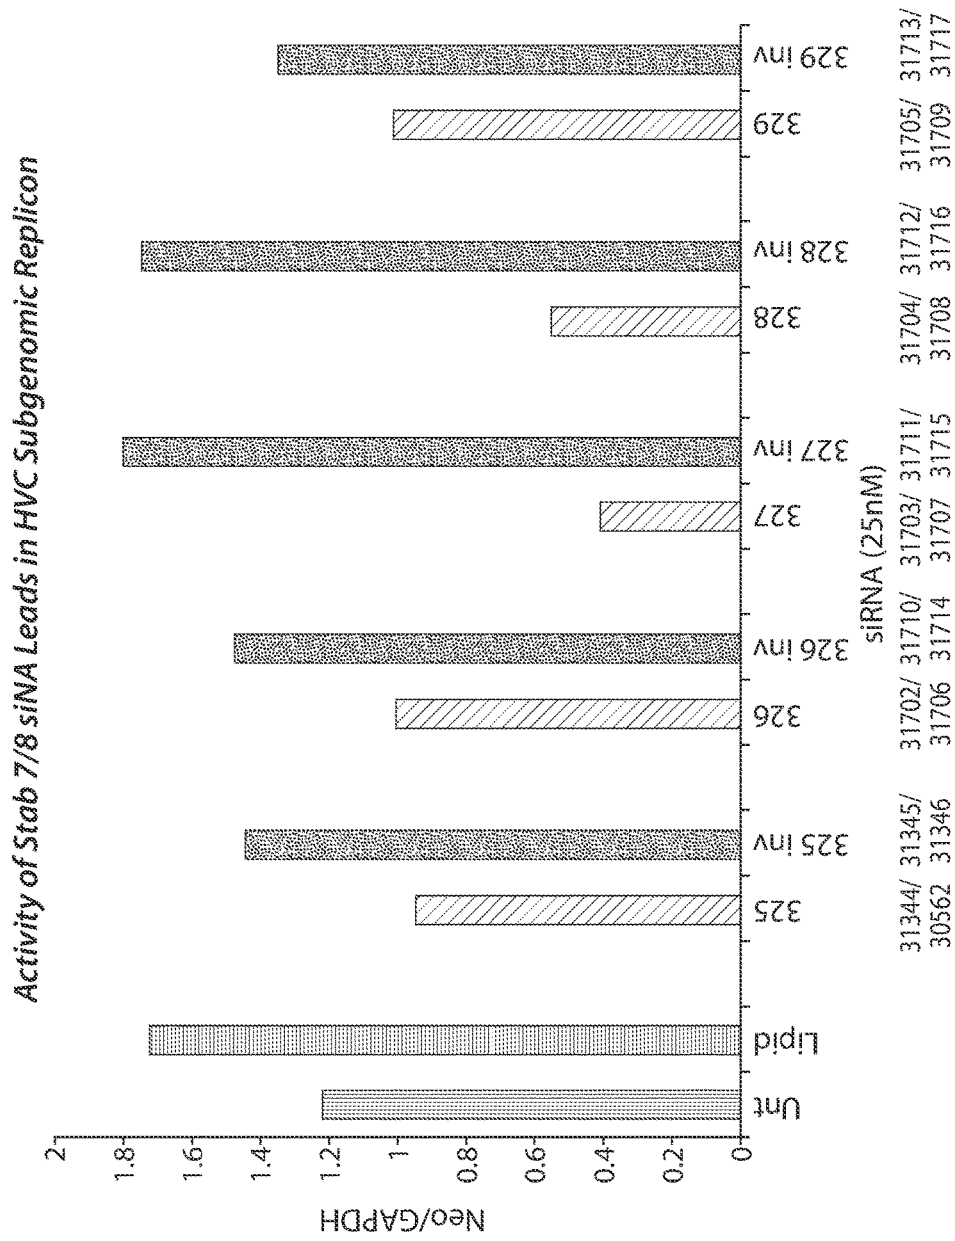 Activity of Stab 7/8 siNA Leads in HVC Subgenomic Replicon
Neo/GAPDH
2
1.8
1.6
1.4
1.2
1
0.8
0.6
0.4
0.2
0
Unt
Lipid
325
325 inv
326
326 inv
327
327 inv
328
328 inv
329
329 inv
siRNA (25nM)
31344/ 31345/ 31702/ 31710/ 31703/ 31711/ 31704/ 31712/ 31705/ 31713/
30562 31346 31706 31714 31707 31715 31708 31716 31709 31717